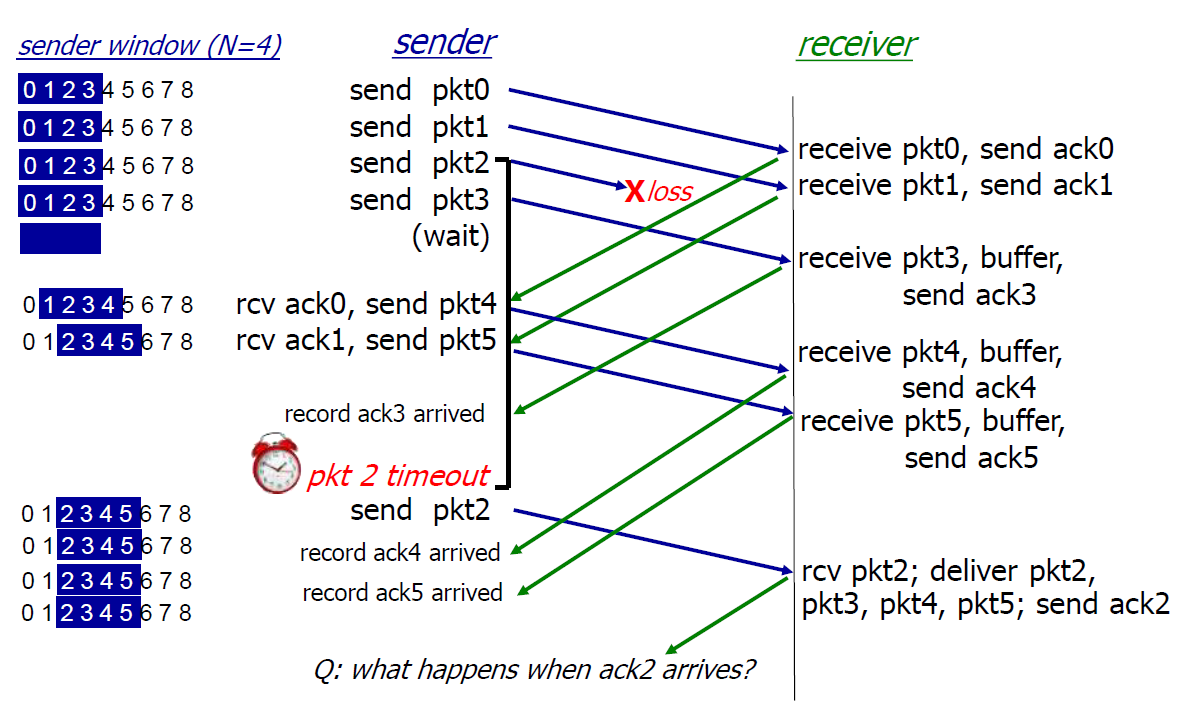 sender window (N=4) sender receiver
0 1 2 3 4 5 6 7 8 send pkt0
0 1 2 3 4 5 6 7 8 send pkt1
receive pkt0, send ack0
0 1 2 3 4 5 6 7 8 send pkt2
X loss
receive pkt1, send ack1
0 1 2 3 4 5 6 7 8 send pkt3
(wait)
receive pkt3, buffer,
send ack3
0 1 2 3 4 5 6 7 8 rcv ack0, send pkt4
0 1 2 3 4 5 6 7 8 rcv ack1, send pkt5
receive pkt4, buffer,
send ack4
record ack3 arrived
receive pkt5, buffer,
send ack5
pkt 2 timeout
0 1 2 3 4 5 6 7 8 send pkt2
0 1 2 3 4 5 6 7 8 record ack4 arrived
0 1 2 3 4 5 6 7 8 record ack5 arrived
0 1 2 3 4 5 6 7 8
rcv pkt2; deliver pkt2,
pkt3, pkt4, pkt5; send ack2
Q: what happens when ack2 arrives?